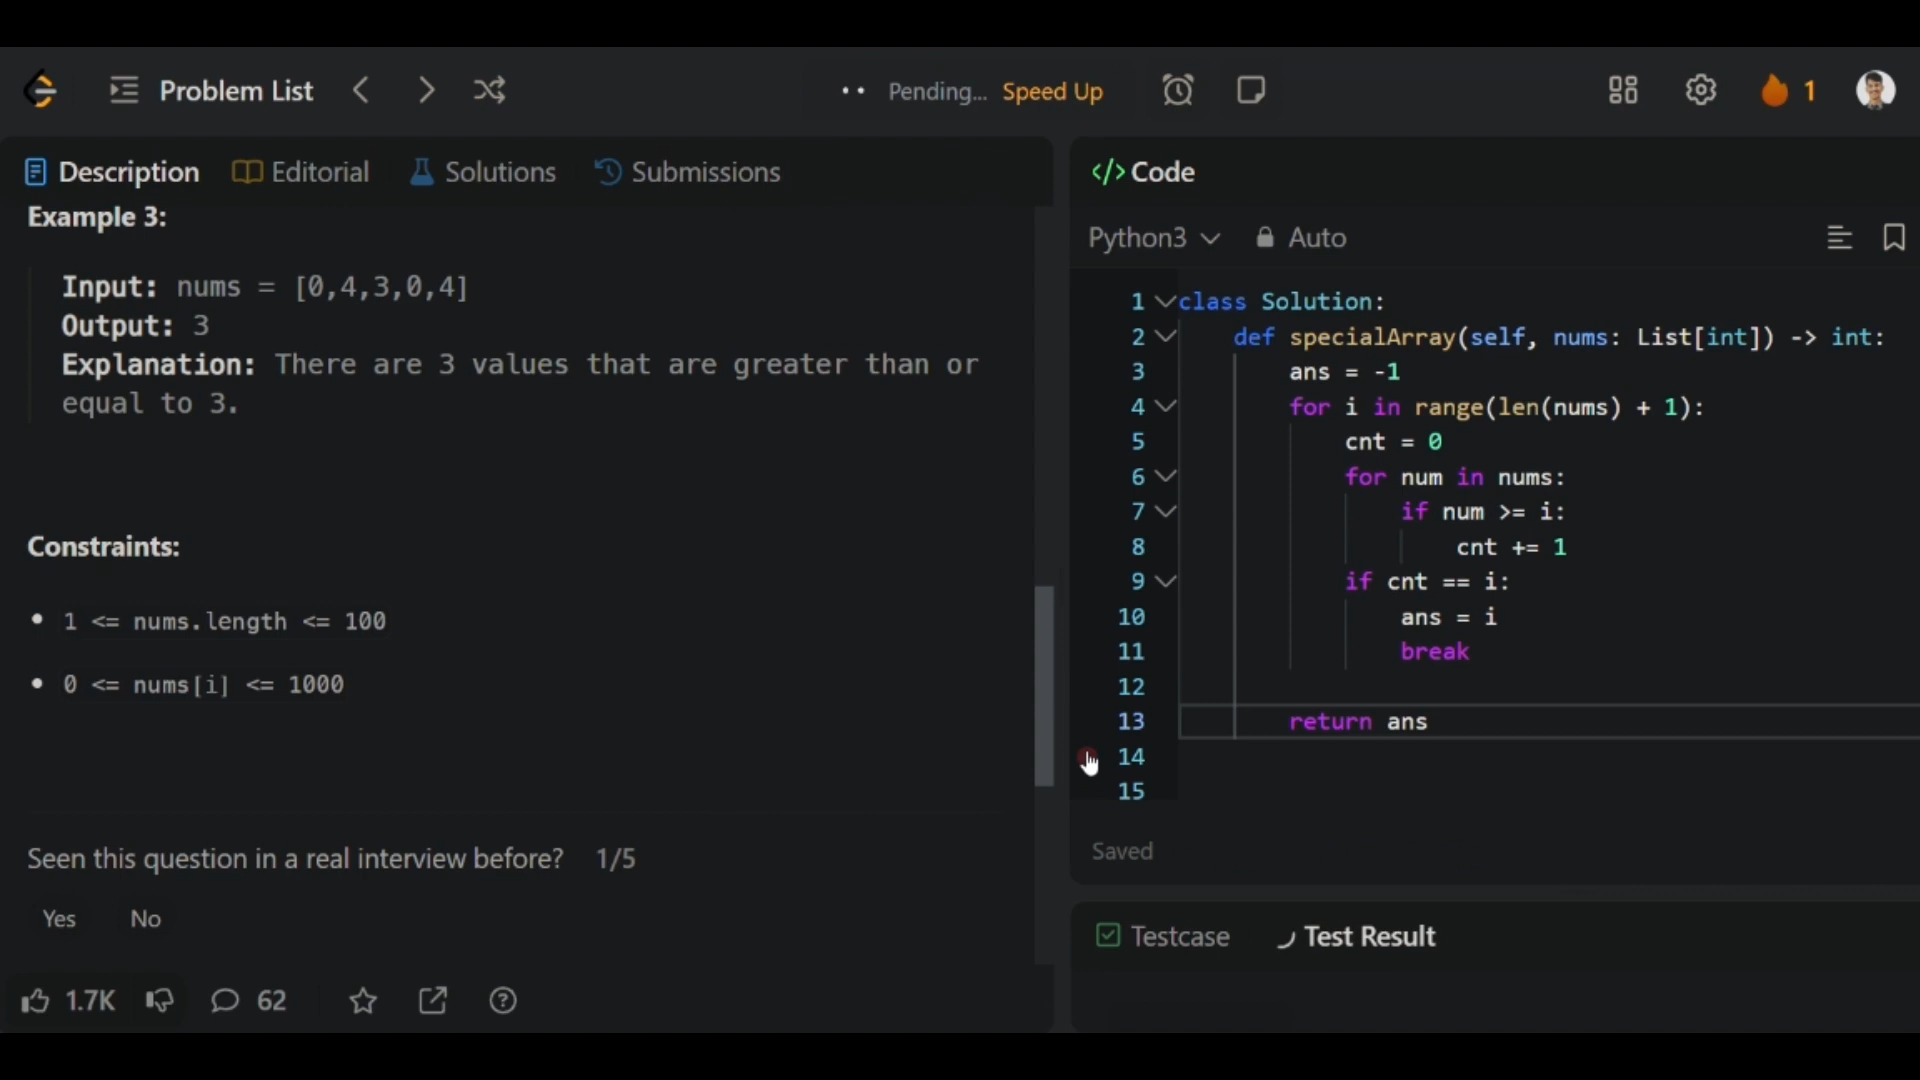 Problem List
Pending... Speed Up
1
Description
Editorial
Solutions
Submissions
Example 3:
Input: nums = [0,4,3,0,4]
Output: 3
Explanation: There are 3 values that are greater than or
equal to 3.
Constraints:
• 1 <= nums.length <= 100
• 0 <= nums[i] <= 1000
Seen this question in a real interview before? 1/5
Yes No
1.7K 62
</> Code
Python3 Auto
1 class Solution:
2     def specialArray(self, nums: List[int]) -> int:
3         ans = -1
4         for i in range(len(nums) + 1):
5             cnt = 0
6             for num in nums:
7                 if num >= i:
8                     cnt += 1
9             if cnt == i:
10                 ans = i
11                 break
12
13         return ans
14
15
Saved
Testcase Test Result